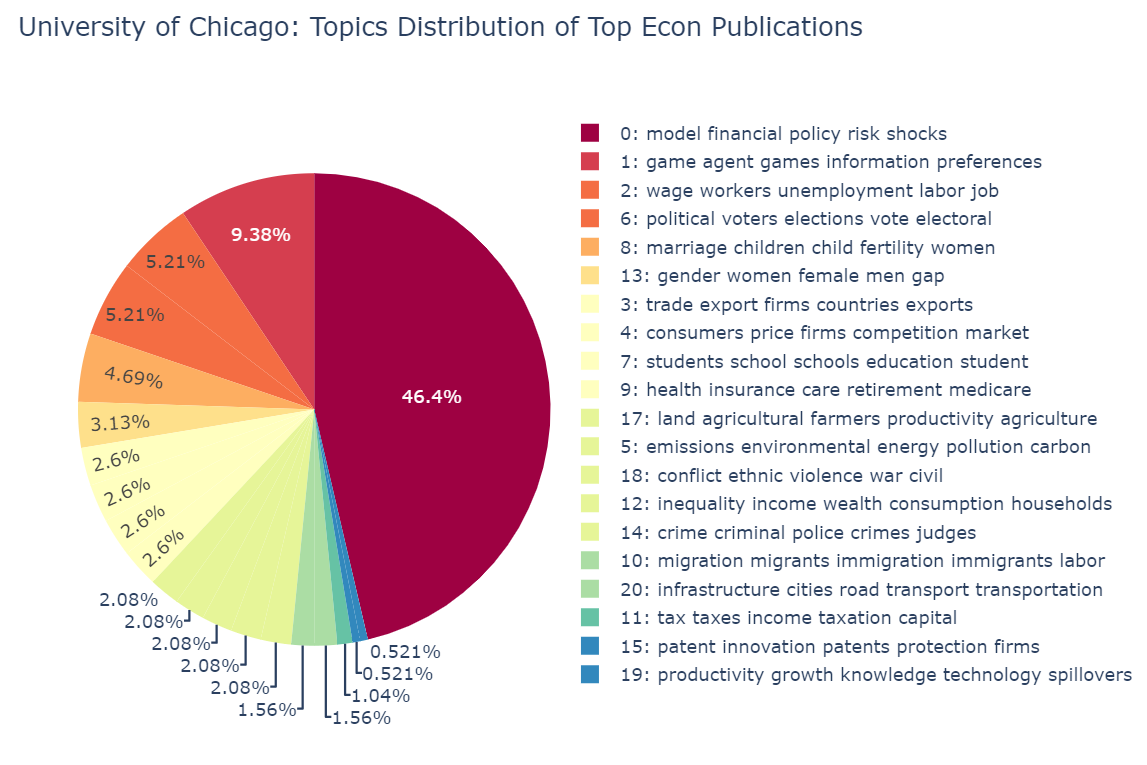 University of Chicago: Topics Distribution of Top Econ Publications
0: model financial policy risk shocks
1: game agent games information preferences
2: wage workers unemployment labor job
6: political voters elections vote electoral
8: marriage children child fertility women
13: gender women female men gap
3: trade export firms countries exports
4: consumers price firms competition market
7: students school schools education student
9: health insurance care retirement medicare
17: land agricultural farmers productivity agriculture
5: emissions environmental energy pollution carbon
18: conflict ethnic violence war civil
12: inequality income wealth consumption households
14: crime criminal police crimes judges
10: migration migrants immigration immigrants labor
20: infrastructure cities road transport transportation
11: tax taxes income taxation capital
15: patent innovation patents protection firms
19: productivity growth knowledge technology spillovers
46.4%
9.38%
5.21%
5.21%
4.69%
3.13%
2.6%
2.6%
2.6%
2.6%
2.08%
2.08%
2.08%
2.08%
2.08%
1.56%
1.56%
1.04%
0.521%
0.521%